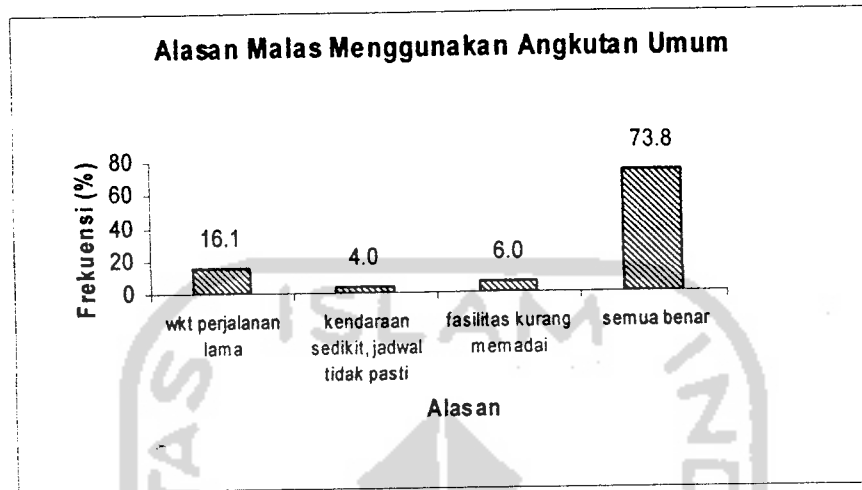 Alasan Malas Menggunakan Angkutan Umum
Frekuensi (%)
80
60
40
20
0
16.1
4.0
6.0
73.8
wkt perjalanan
lama
kendaraan
sedikit, jadwal
tidak pasti
fasilitas kurang
memadai
semua benar
Alasan
ISLAM